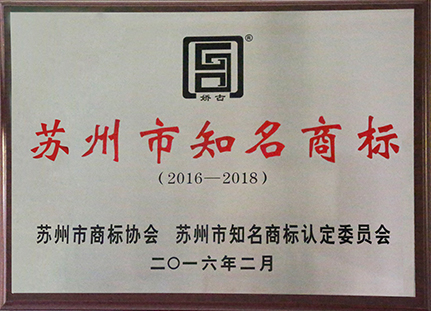 ®
娇古
苏州市知名商标
(2016—2018)
苏州市商标协会 苏州市知名商标认定委员会
二〇一六年二月